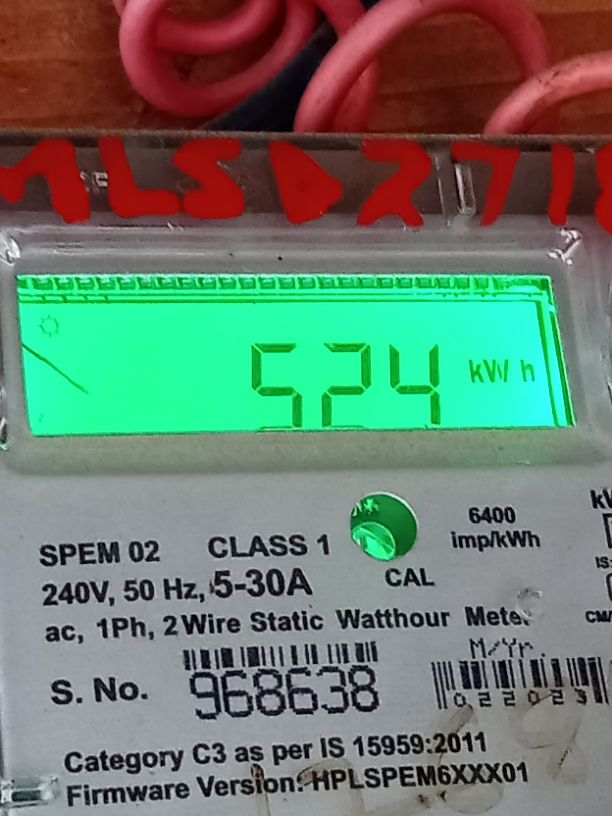 MLSD2718
524 kWh
6400
imp/kWh
SPEM 02 CLASS 1
CAL
240V, 50 Hz, 5-30A
ac, 1Ph, 2 Wire Static Watthour Meter
M/Yr.
S. No. 968638
022023
Category C3 as per IS 15959:2011
Firmware Version: HPLSPEM6XXX01